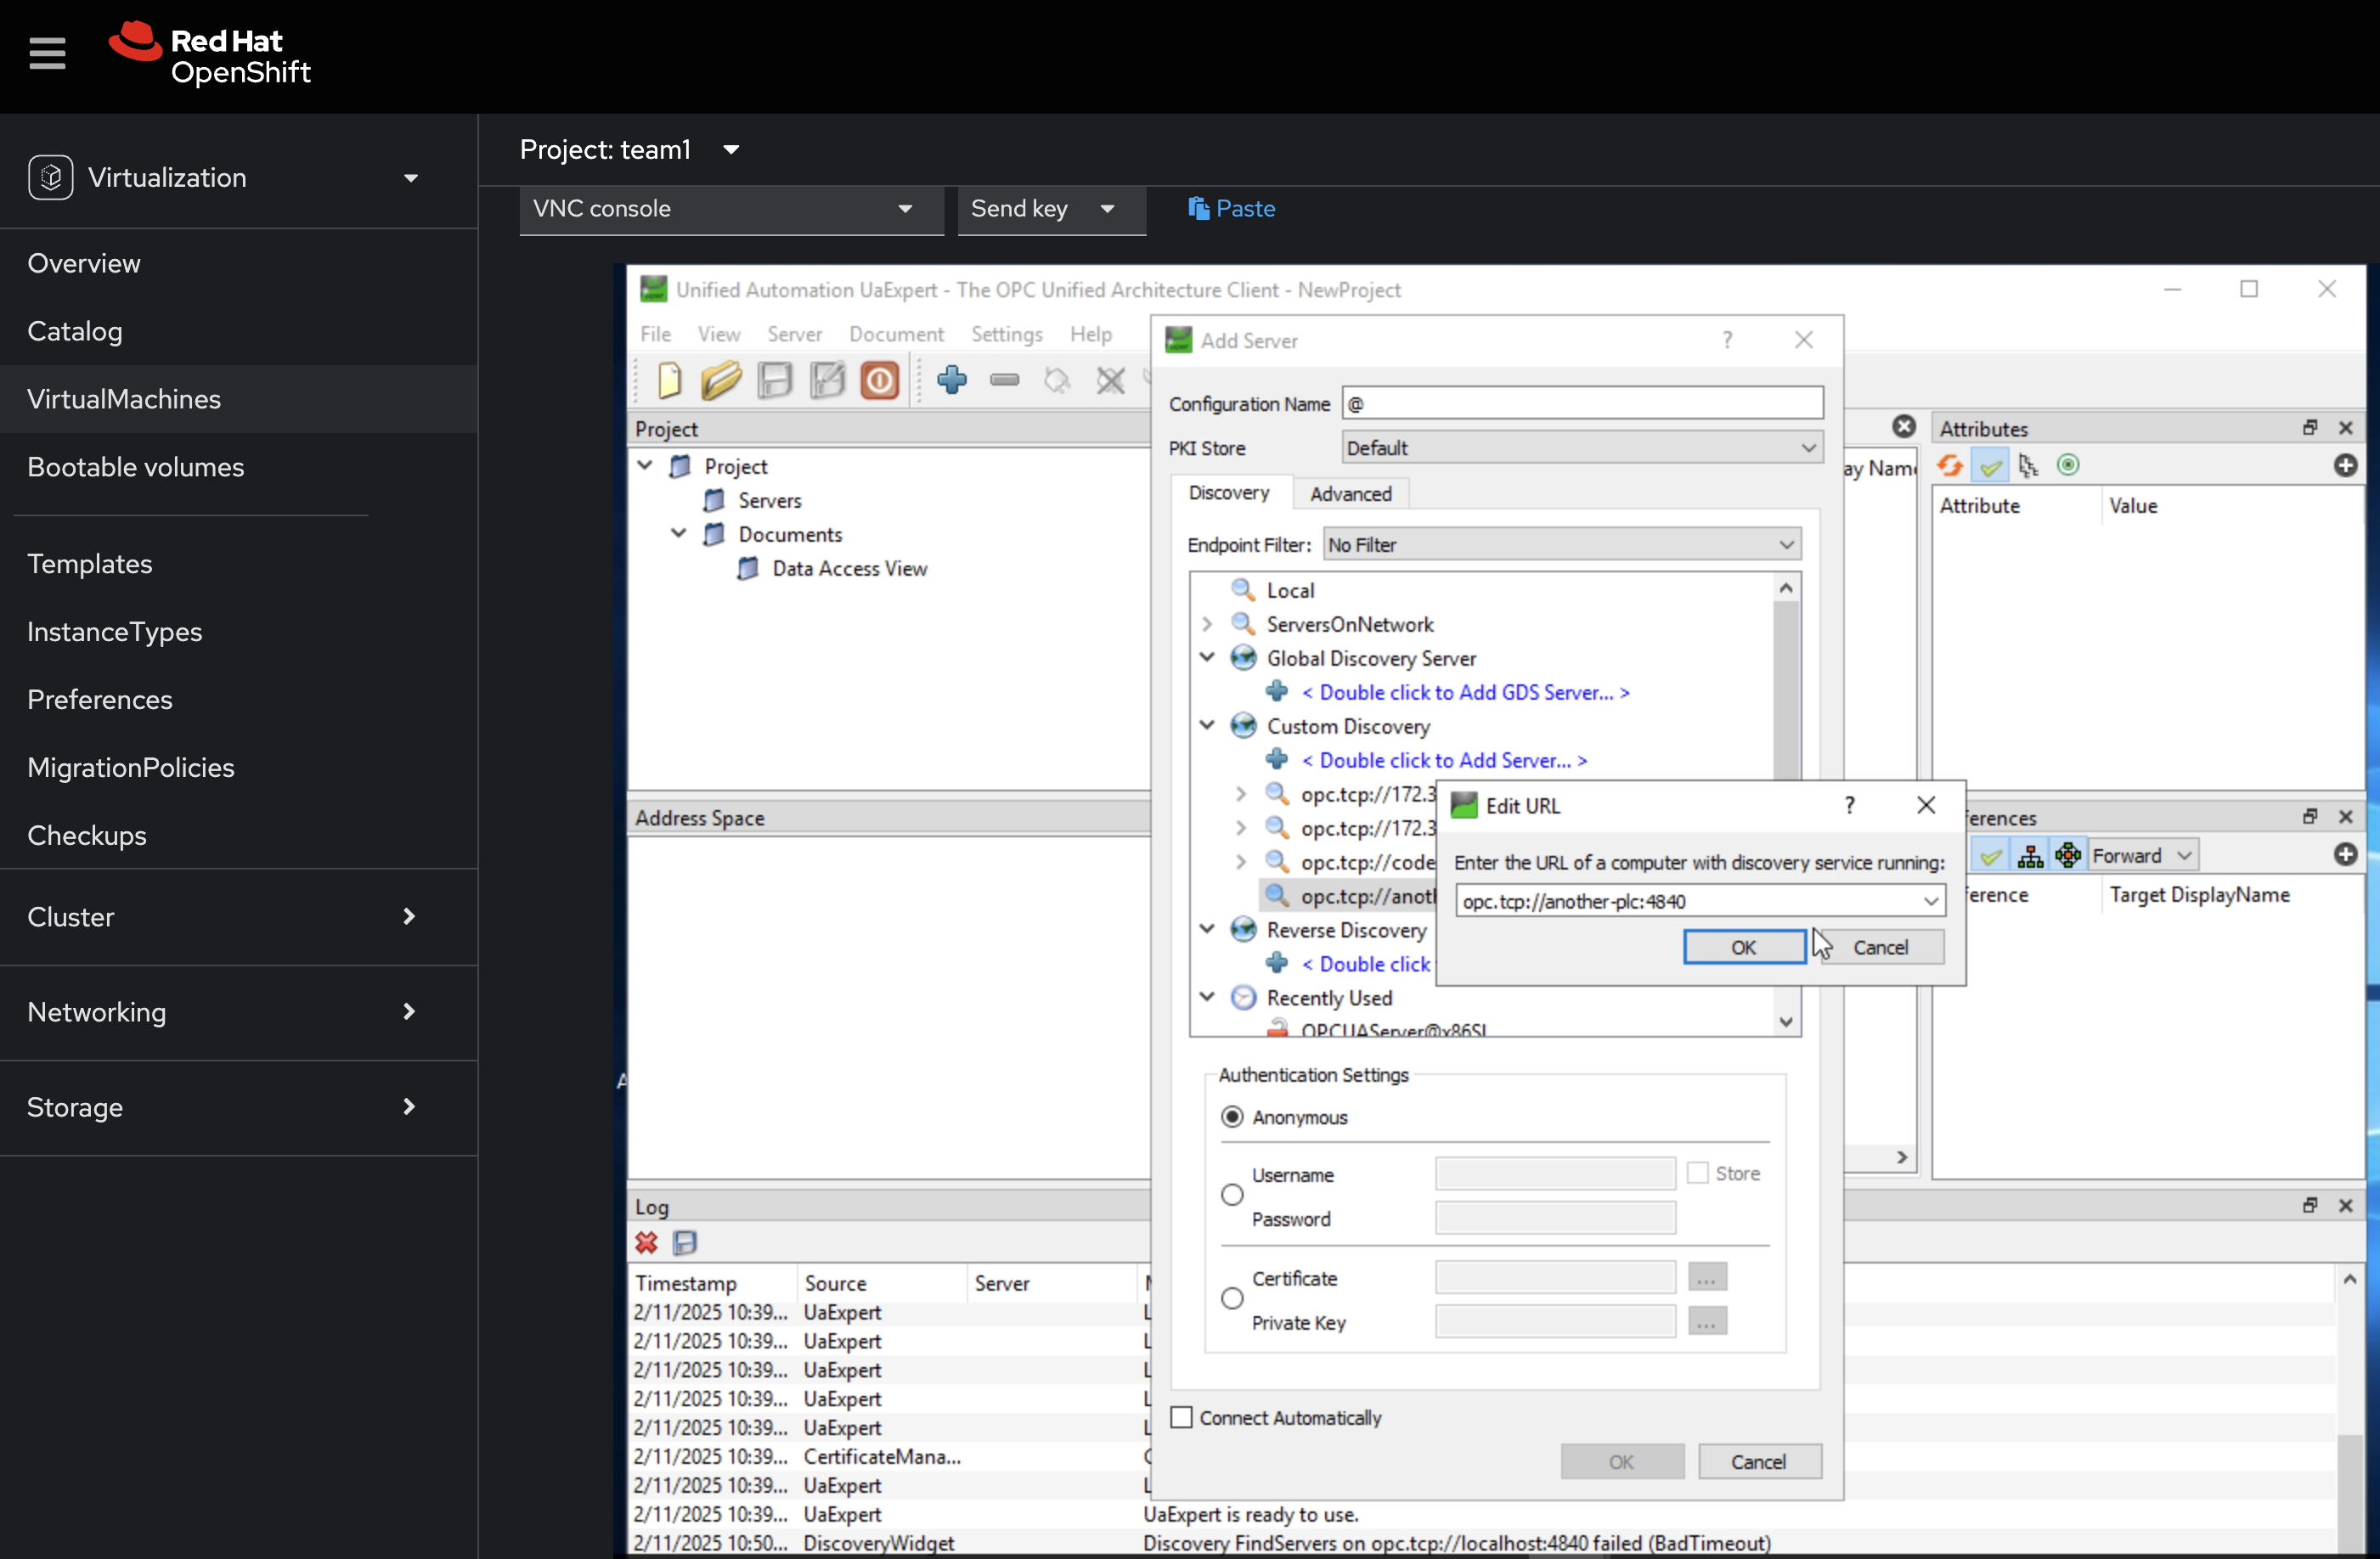 Red Hat
OpenShift
Virtualization
Overview
Catalog
VirtualMachines
Bootable volumes
Templates
InstanceTypes
Preferences
MigrationPolicies
Checkups
Cluster
Networking
Storage
Project: team1
VNC console
Send key
Paste
Unified Automation UaExpert - The OPC Unified Architecture Client - NewProject
File View Server Document Settings Help
Project
Project
Servers
Documents
Data Access View
Address Space
Add Server
?
Configuration Name @
PKI Store Default
Discovery Advanced
Endpoint Filter: No Filter
Local
ServersOnNetwork
Global Discovery Server
< Double click to Add GDS Server... >
Custom Discovery
< Double click to Add Server... >
opc.tcp://172.3
opc.tcp://172.3
opc.tcp://code
opc.tcp://anot
Reverse Discovery
< Double click
Recently Used
OPCUAServer@x86SI
Edit URL
?
Enter the URL of a computer with discovery service running:
opc.tcp://another-plc:4840
OK Cancel
Authentication Settings
Anonymous
Username Store
Password
Certificate ...
Private Key ...
Connect Automatically
OK Cancel
ay Nam
Attributes
Attribute Value
ferences
Forward
ference Target DisplayName
Log
Timestamp Source Server
2/11/2025 10:39... UaExpert L
2/11/2025 10:39... UaExpert L
2/11/2025 10:39... UaExpert L
2/11/2025 10:39... UaExpert L
2/11/2025 10:39... UaExpert L
2/11/2025 10:39... CertificateMana... C
2/11/2025 10:39... UaExpert L
2/11/2025 10:39... UaExpert UaExpert is ready to use.
2/11/2025 10:50... DiscoveryWidget Discovery FindServers on opc.tcp://localhost:4840 failed (BadTimeout)